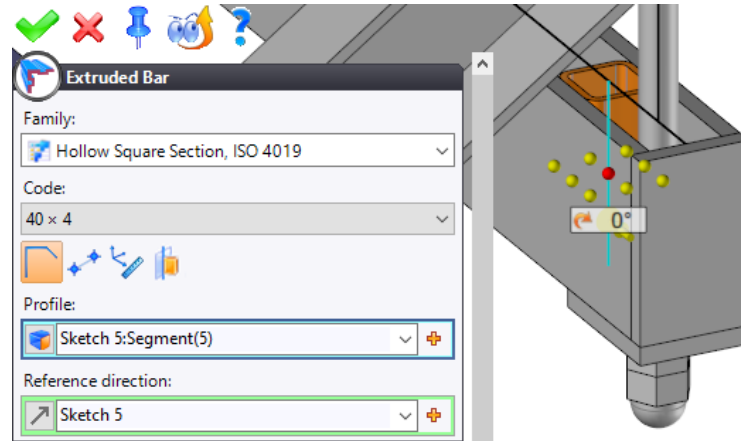 ?
Extruded Bar
Family:
Hollow Square Section, ISO 4019
Code:
40 × 4
0°
Profile:
Sketch 5:Segment(5)
Reference direction:
Sketch 5